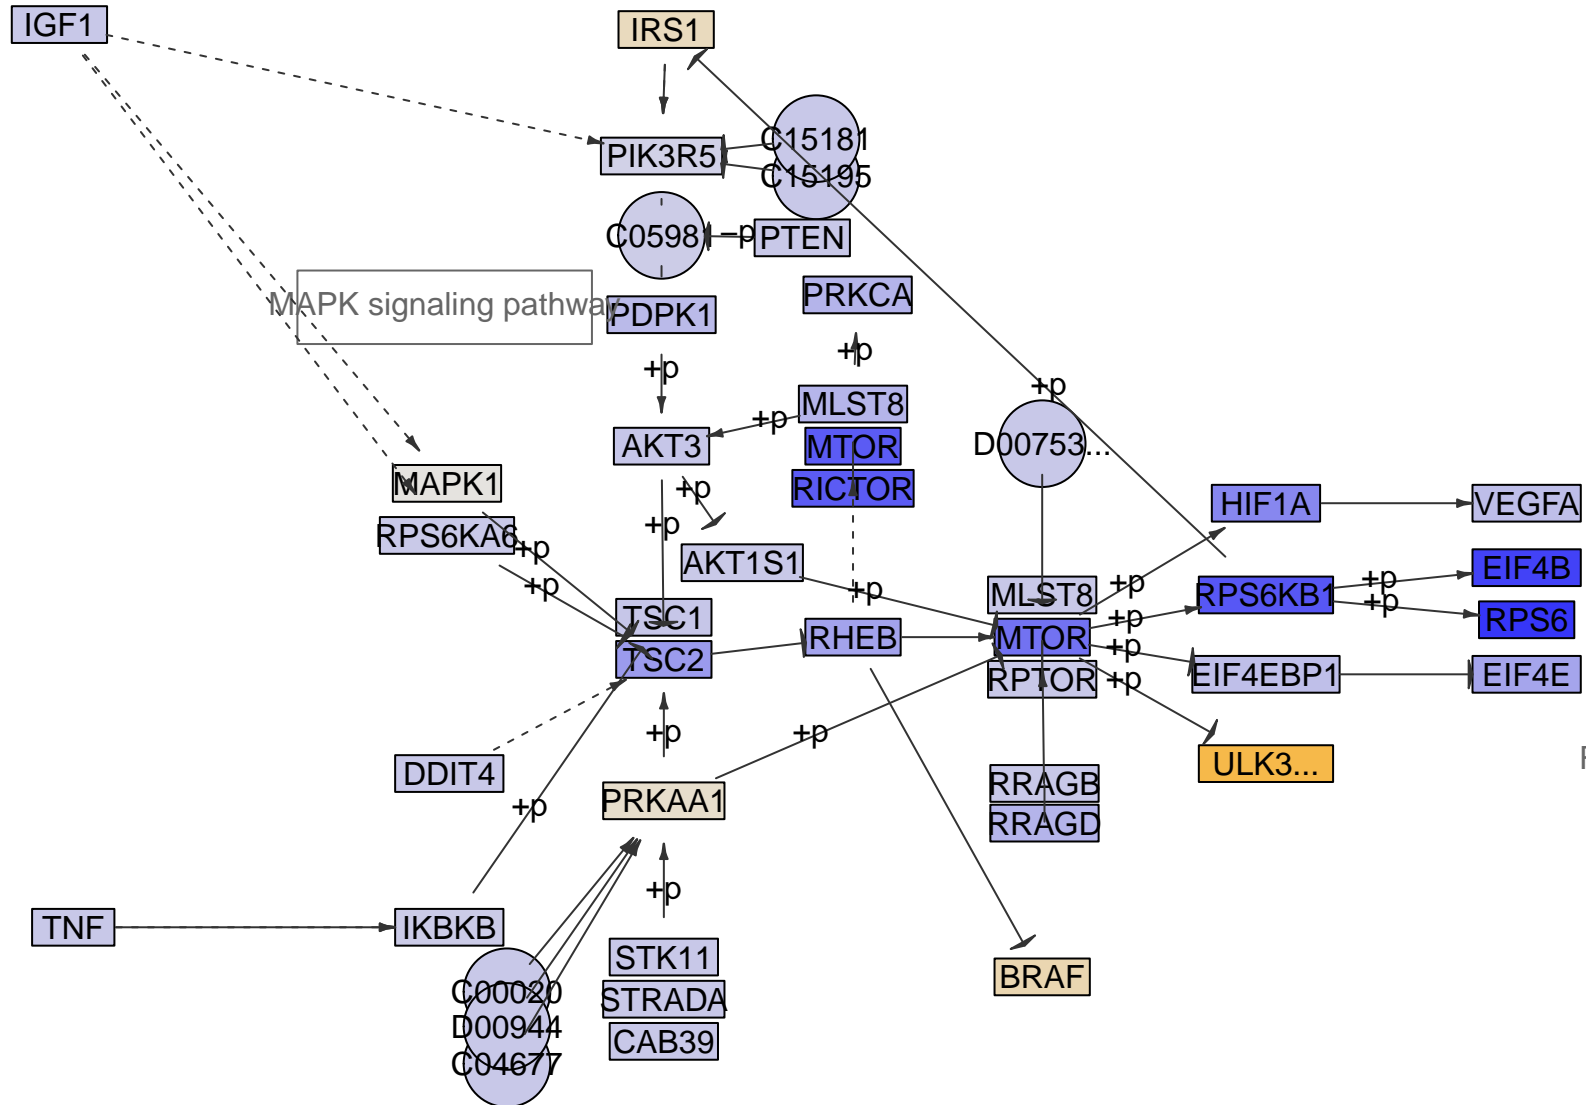 IGF1
IRS1
PIK3R5
C15181
C15195
C0598
-p
PTEN
MAPK signaling pathway
PDPK1
PRKCA
+p
+p
+p
MLST8
+p
AKT3
MTOR
D00753...
MAPK1
+p
RICTOR
HIF1A
VEGFA
RPS6KA6
+p
+p
AKT1S1
EIF4B
+p
+p
+p
+p
TSC1
MLST8
RPS6KB1
+p
RPS6
TSC2
RHEB
MTOR
+p
+p
RPTOR
+p
EIF4EBP1
EIF4E
+p
+p
DDIT4
ULK3...
RRAGB
PRKAA1
+p
RRAGD
+p
TNF
IKBKB
STK11
BRAF
C00020
STRADA
D00944
CAB39
C04677